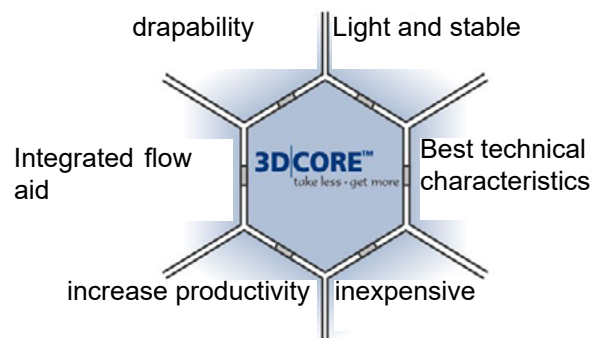 drapability
Light and stable
Integrated flow
aid
3D|CORE™
take less • get more
Best technical
characteristics
increase productivity
inexpensive